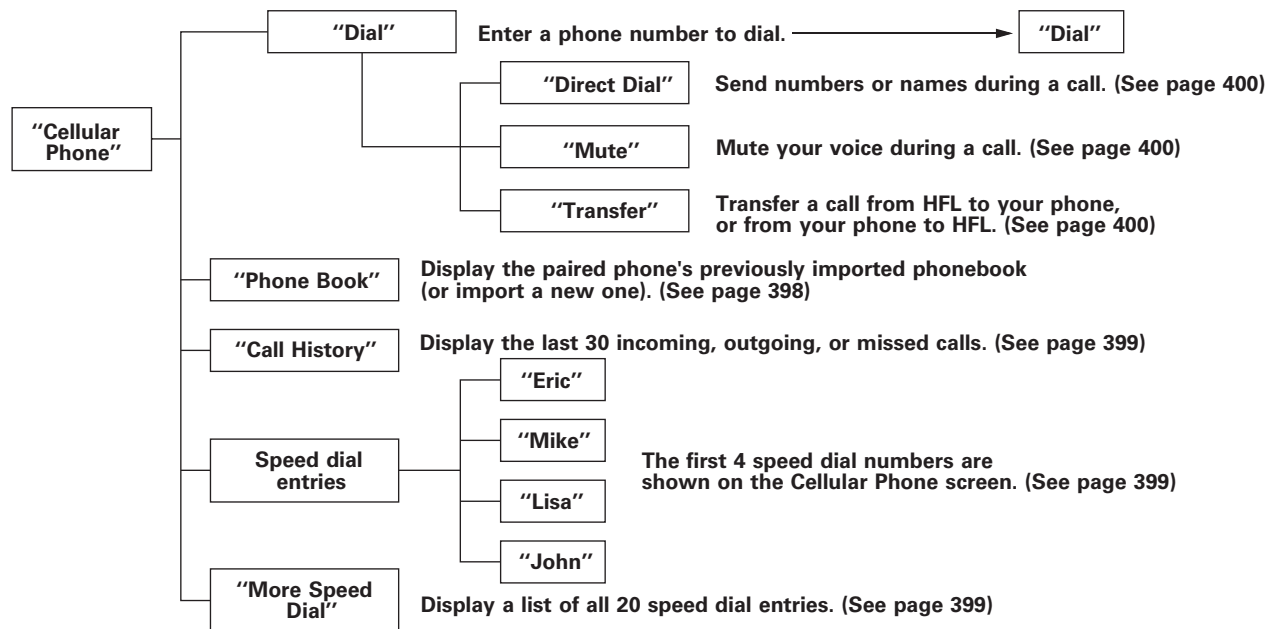 "Dial"
Enter a phone number to dial.
"Dial"
"Direct Dial"
Send numbers or names during a call. (See page 400)
"Cellular
Phone"
"Mute"
Mute your voice during a call. (See page 400)
"Transfer"
Transfer a call from HFL to your phone,
or from your phone to HFL. (See page 400)
"Phone Book"
Display the paired phone's previously imported phonebook
(or import a new one). (See page 398)
"Call History"
Display the last 30 incoming, outgoing, or missed calls. (See page 399)
Speed dial
entries
"Eric"
"Mike"
"Lisa"
"John"
The first 4 speed dial numbers are
shown on the Cellular Phone screen. (See page 399)
"More Speed
Dial"
Display a list of all 20 speed dial entries. (See page 399)